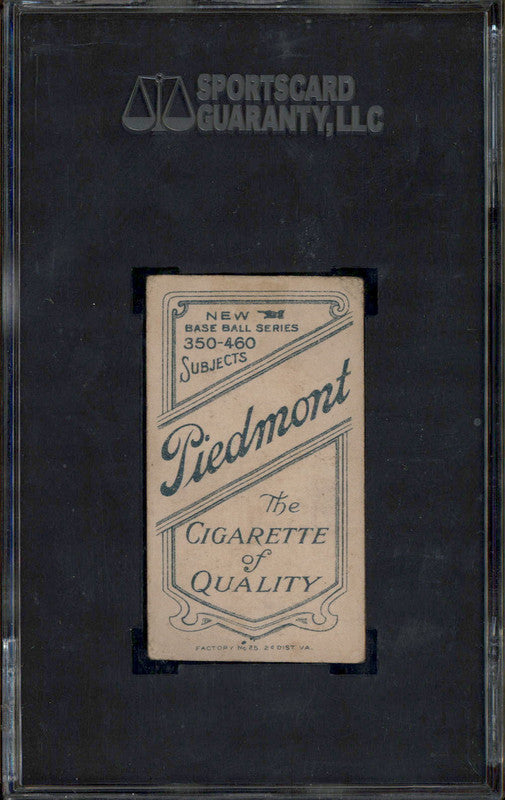 SPORTSCARD
GUARANTY, LLC
NEW
BASE BALL SERIES
350-460
SUBJECTS
Piedmont
The
CIGARETTE
of
QUALITY
FACTORY No 25. 2D DIST. VA.